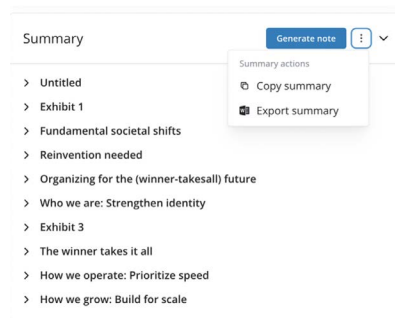 Summary
Generate note
Summary actions
Copy summary
Export summary
Untitled
Exhibit 1
Fundamental societal shifts
Reinvention needed
Organizing for the (winner-takesall) future
Who we are: Strengthen identity
Exhibit 3
The winner takes it all
How we operate: Prioritize speed
How we grow: Build for scale